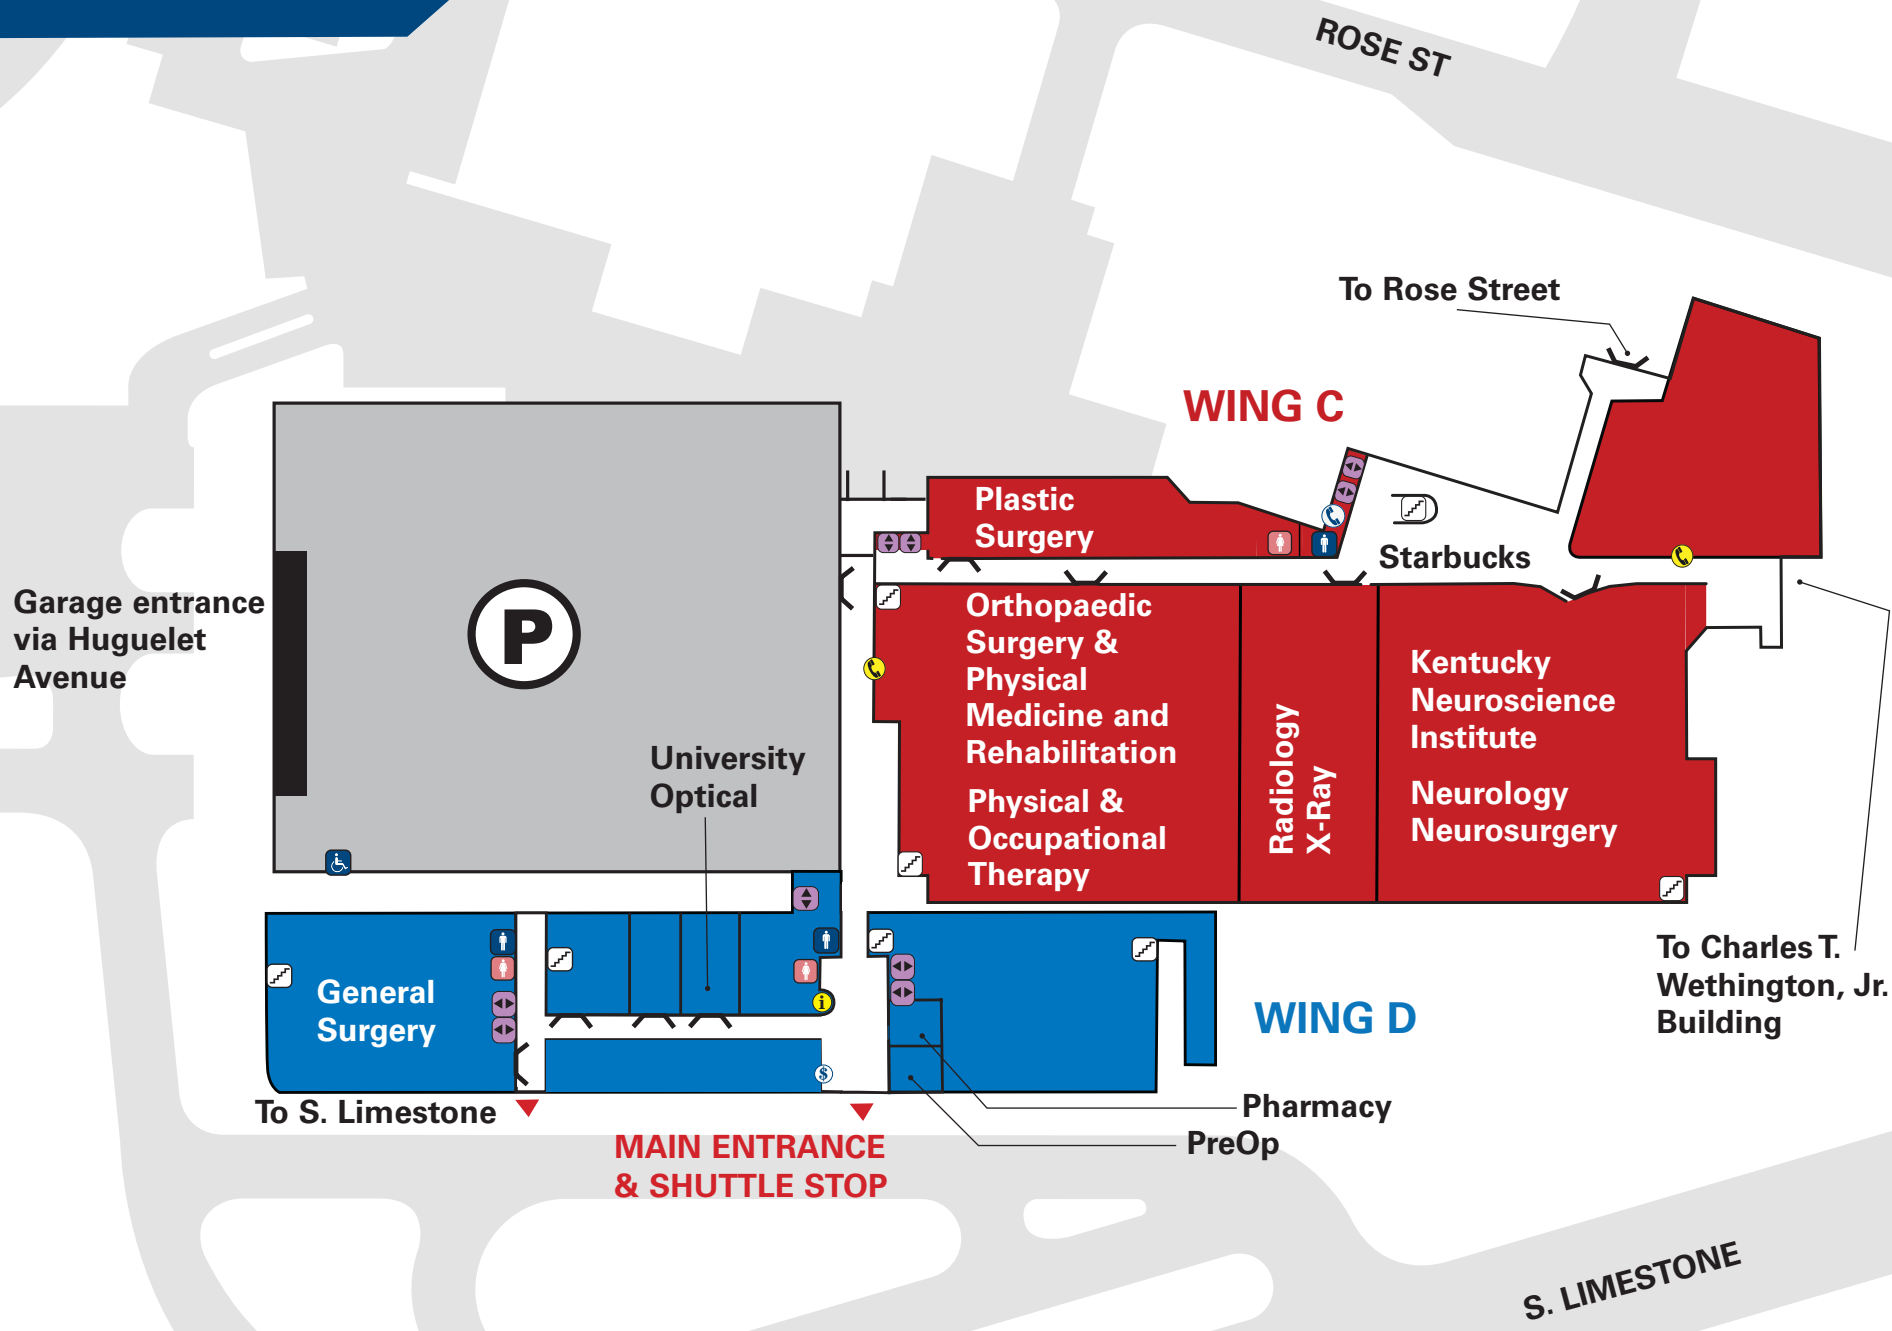 ROSE ST
To Rose Street
WING C
Plastic
Surgery
Starbucks
Garage entrance
via Huguelet
Avenue
P
Orthopaedic
Surgery &
Physical
Medicine and
Rehabilitation
Physical &
Occupational
Therapy
Radiology
X-Ray
Kentucky
Neuroscience
Institute
Neurology
Neurosurgery
University
Optical
General
Surgery
i
$
WING D
To Charles T.
Wethington, Jr.
Building
To S. Limestone
Pharmacy
PreOp
MAIN ENTRANCE
& SHUTTLE STOP
S. LIMESTONE